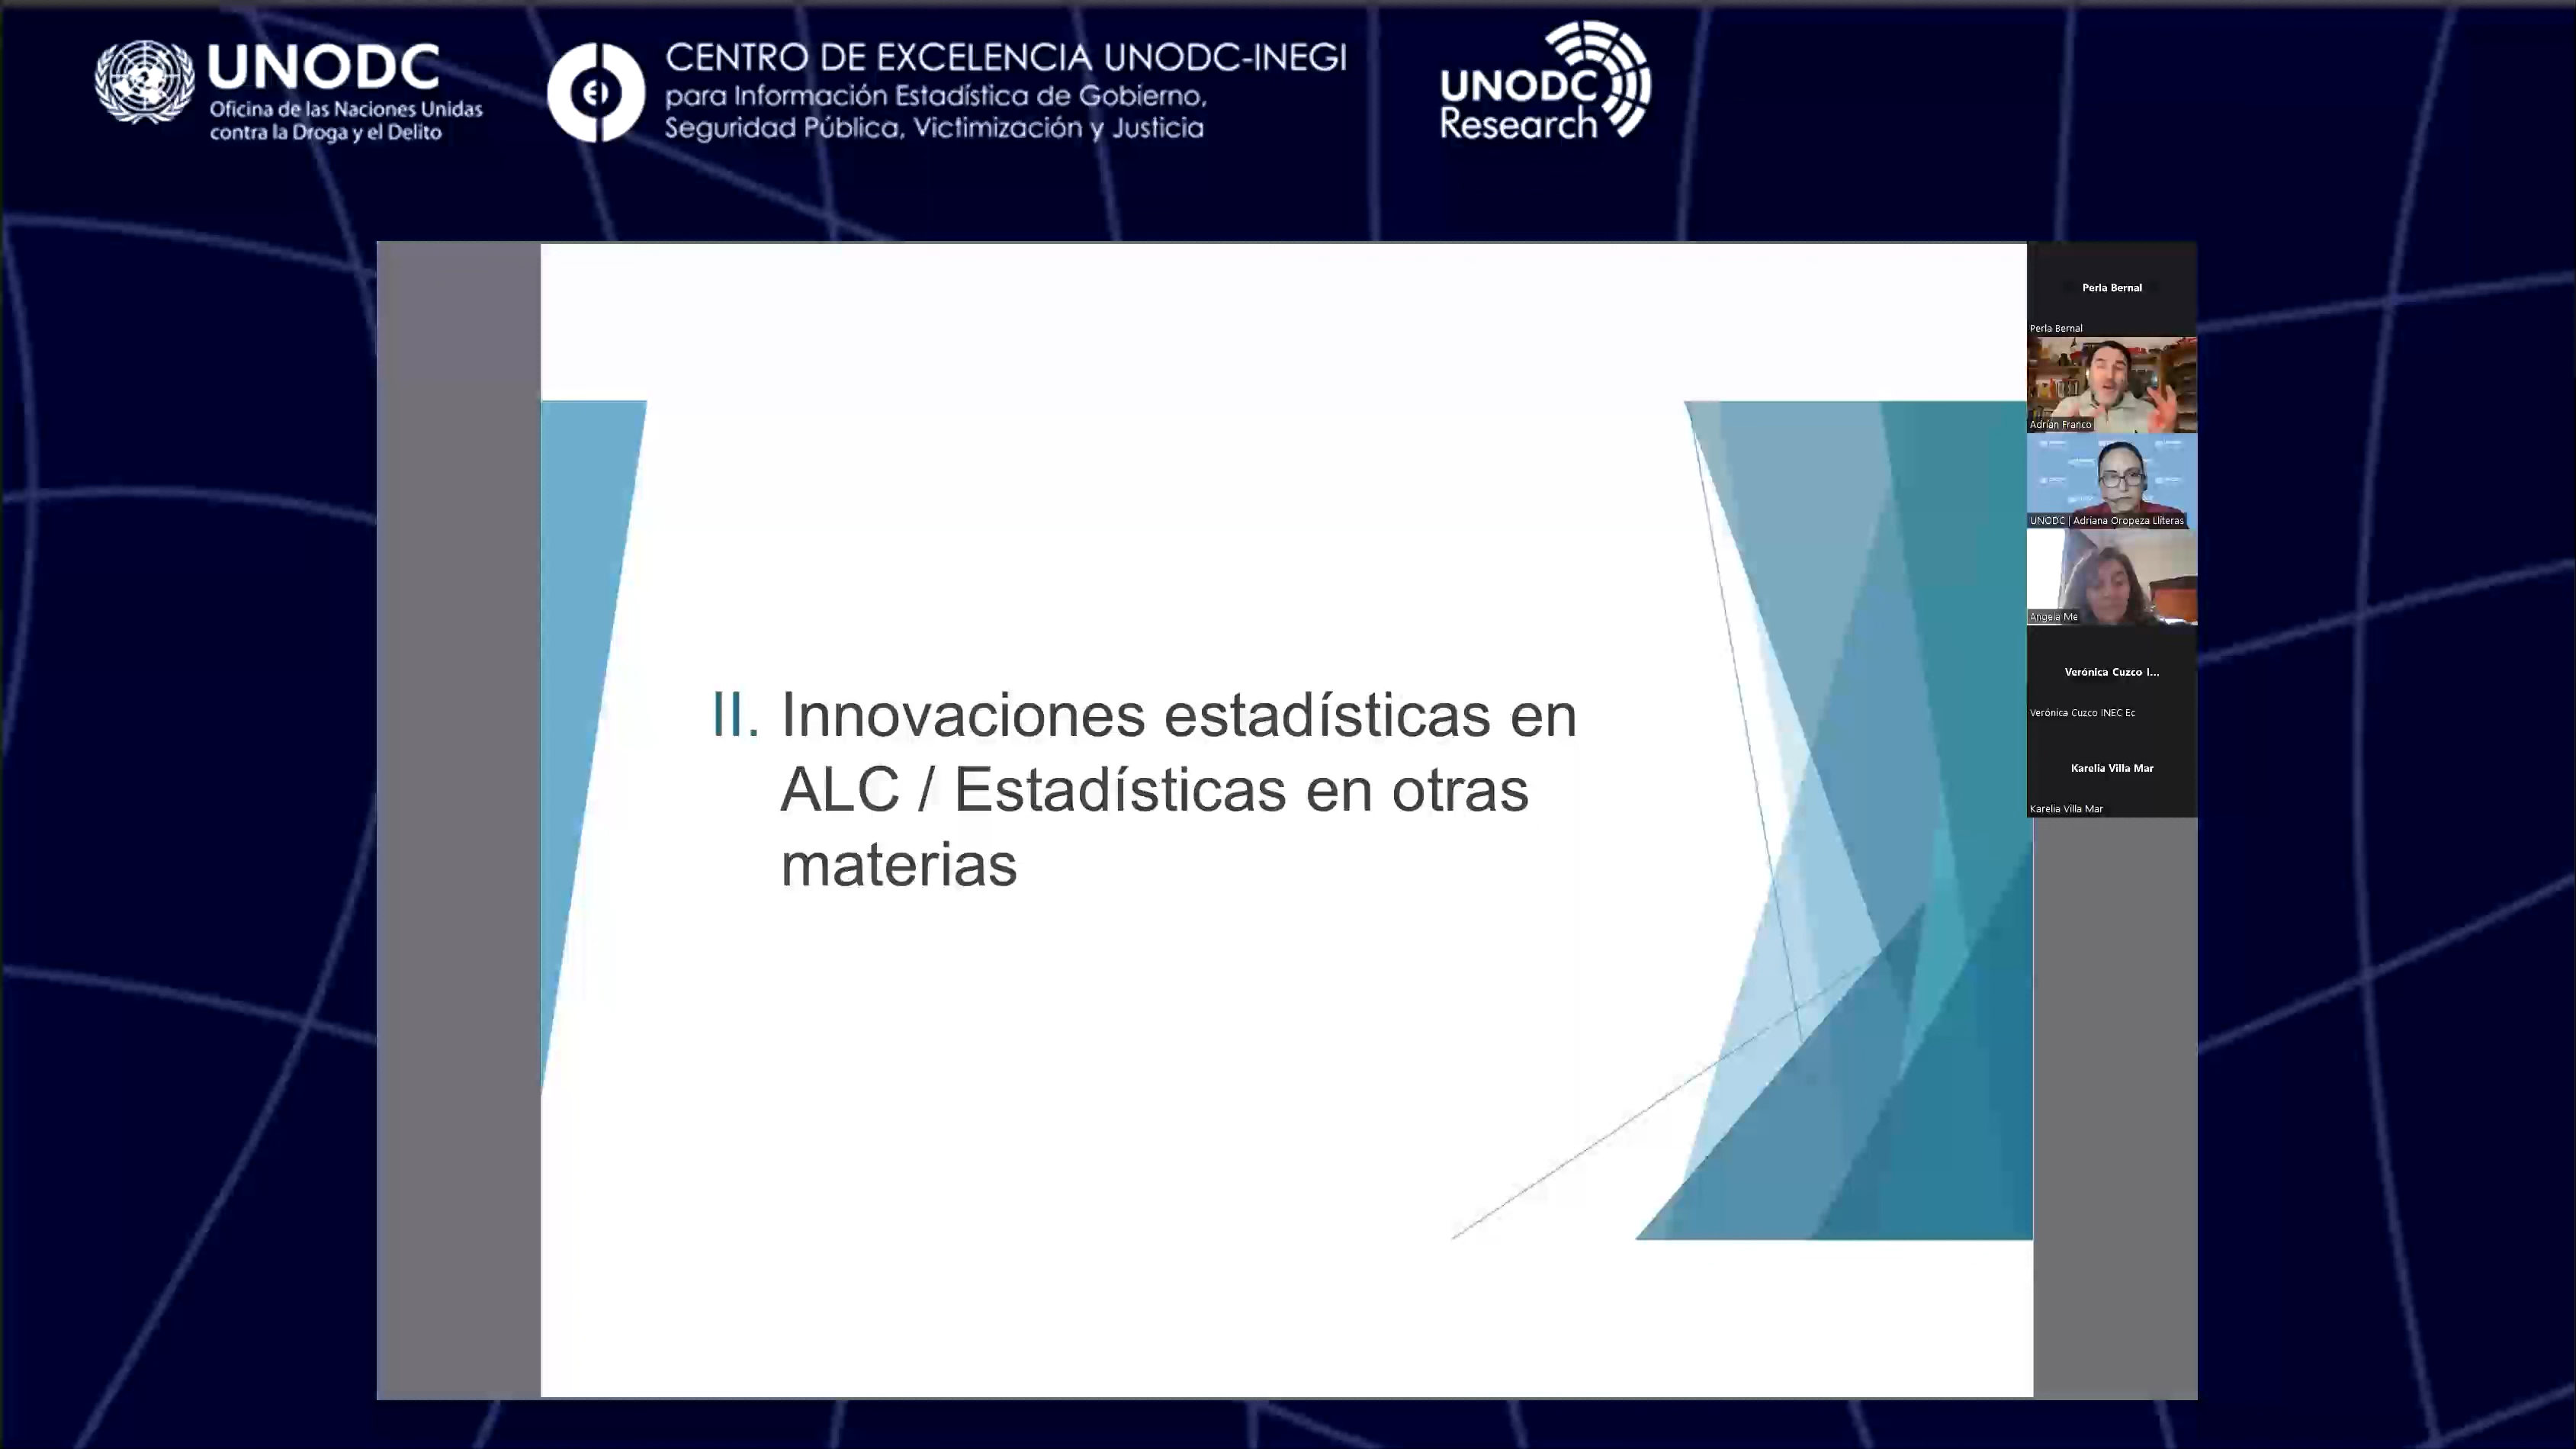 UNODC
Oficina de las Naciones Unidas
contra la Droga y el Delito
CENTRO DE EXCELENCIA UNODC-INEGI
para Información Estadística de Gobierno,
Seguridad Pública, Victimización y Justicia
UNODC
Research
II. Innovaciones estadísticas en
ALC / Estadísticas en otras
materias
Perla Bernal
Perla Bernal
Adrían Franco
UNODC | Adriana Oropeza Lliteras
Angela Me
Verónica Cuzco I...
Verónica Cuzco INEC Ec
Karelia Villa Mar
Karelia Villa Mar